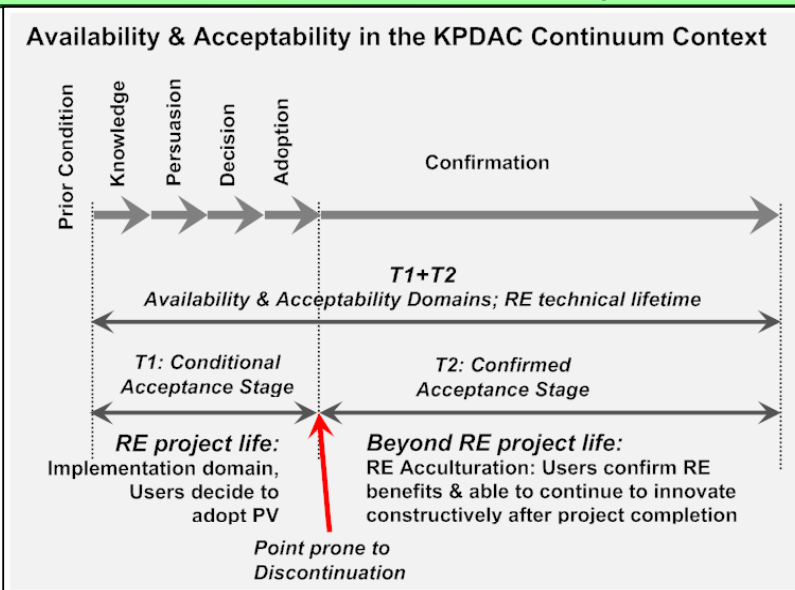 Availability & Acceptability in the KPDAC Continuum Context
Prior Condition
Knowledge
Persuasion
Decision
Adoption
Confirmation
T1+T2
Availability & Acceptability Domains; RE technical lifetime
T1: Conditional
Acceptance Stage
T2: Confirmed
Acceptance Stage
RE project life:
Implementation domain,
Users decide to
adopt PV
Beyond RE project life:
RE Acculturation: Users confirm RE
benefits & able to continue to innovate
constructively after project completion
Point prone to
Discontinuation